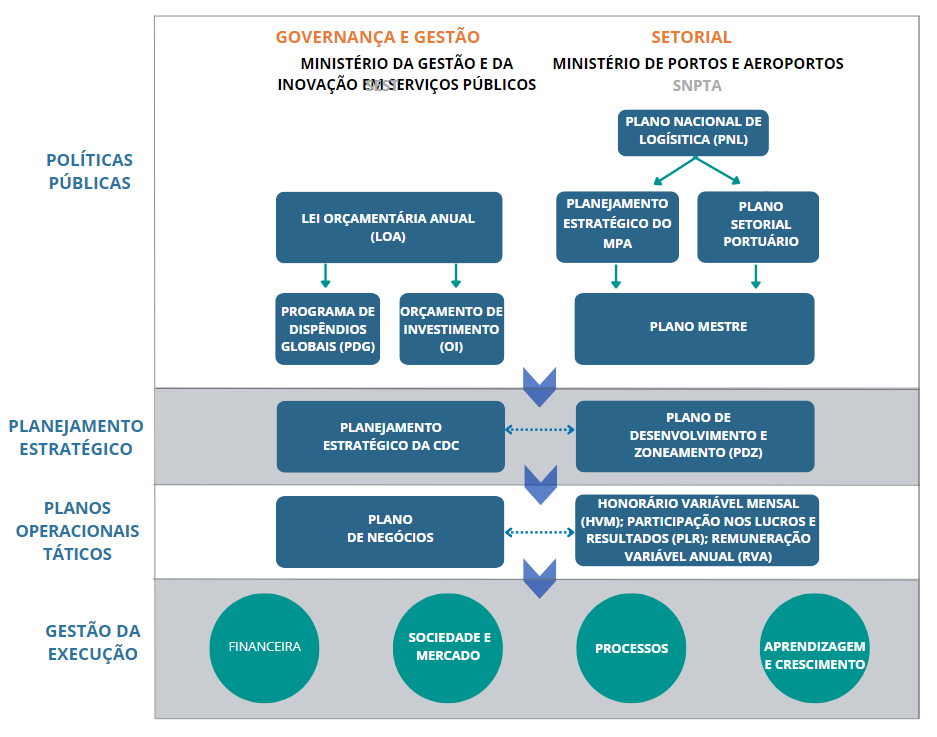 GOVERNANÇA E GESTÃO
MINISTÉRIO DA GESTÃO E DA
INOVAÇÃO EM SERVIÇOS PÚBLICOS
SEST
SETORIAL
MINISTÉRIO DE PORTOS E AEROPORTOS
SNPTA
POLÍTICAS
PÚBLICAS
PLANO NACIONAL DE
LOGÍSITICA (PNL)
LEI ORÇAMENTÁRIA ANUAL
(LOA)
PLANEJAMENTO
ESTRATÉGICO DO
MPA
PLANO
SETORIAL
PORTUÁRIO
PROGRAMA DE
DISPÊNDIOS
GLOBAIS (PDG)
ORÇAMENTO DE
INVESTIMENTO
(OI)
PLANO MESTRE
PLANEJAMENTO
ESTRATÉGICO
PLANEJAMENTO
ESTRATÉGICO DA CDC
PLANO DE
DESENVOLVIMENTO E
ZONEAMENTO (PDZ)
PLANOS
OPERACIONAIS
TÁTICOS
PLANO
DE NEGÓCIOS
HONORÁRIO VARIÁVEL MENSAL
(HVM); PARTICIPAÇÃO NOS LUCROS E
RESULTADOS (PLR); REMUNERAÇÃO
VARIÁVEL ANUAL (RVA)
GESTÃO DA
EXECUÇÃO
FINANCEIRA
SOCIEDADE E
MERCADO
PROCESSOS
APRENDIZAGEM
E CRESCIMENTO